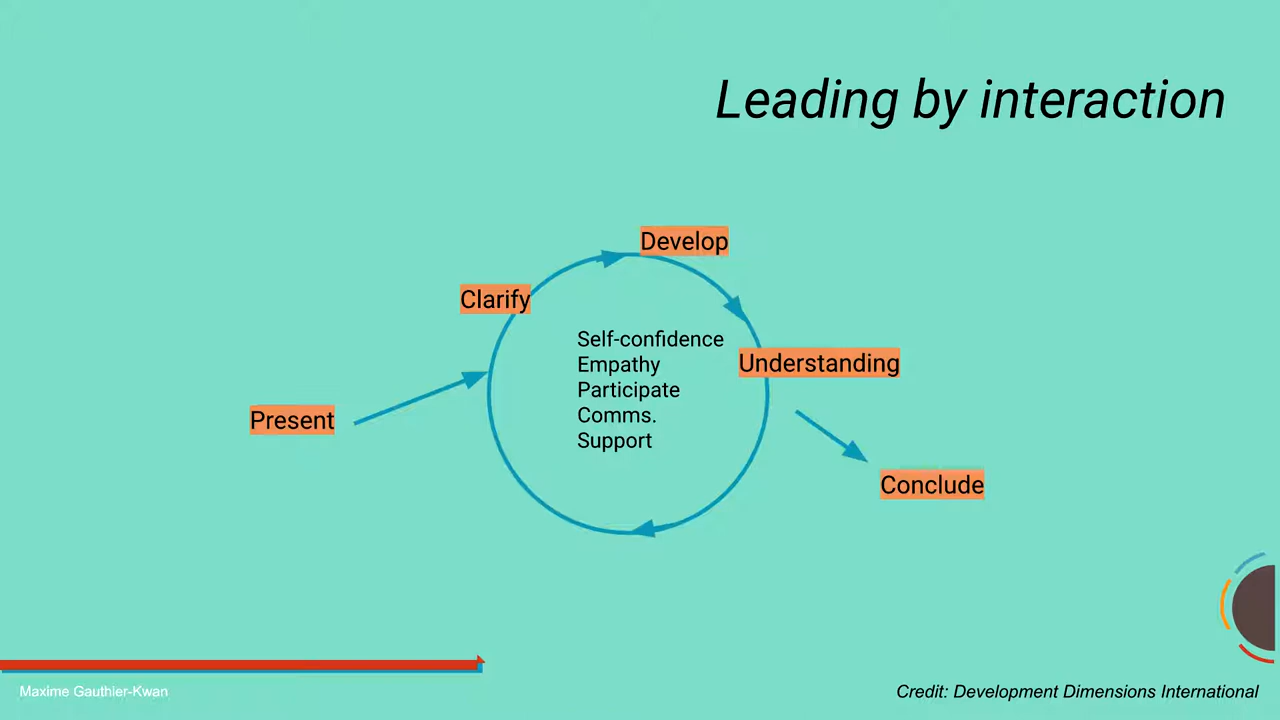 Leading by interaction
Develop
Clarify
Self-confidence
Empathy
Participate
Comms.
Support
Understanding
Present
Conclude
Maxime Gauthier-Kwan
Credit: Development Dimensions International